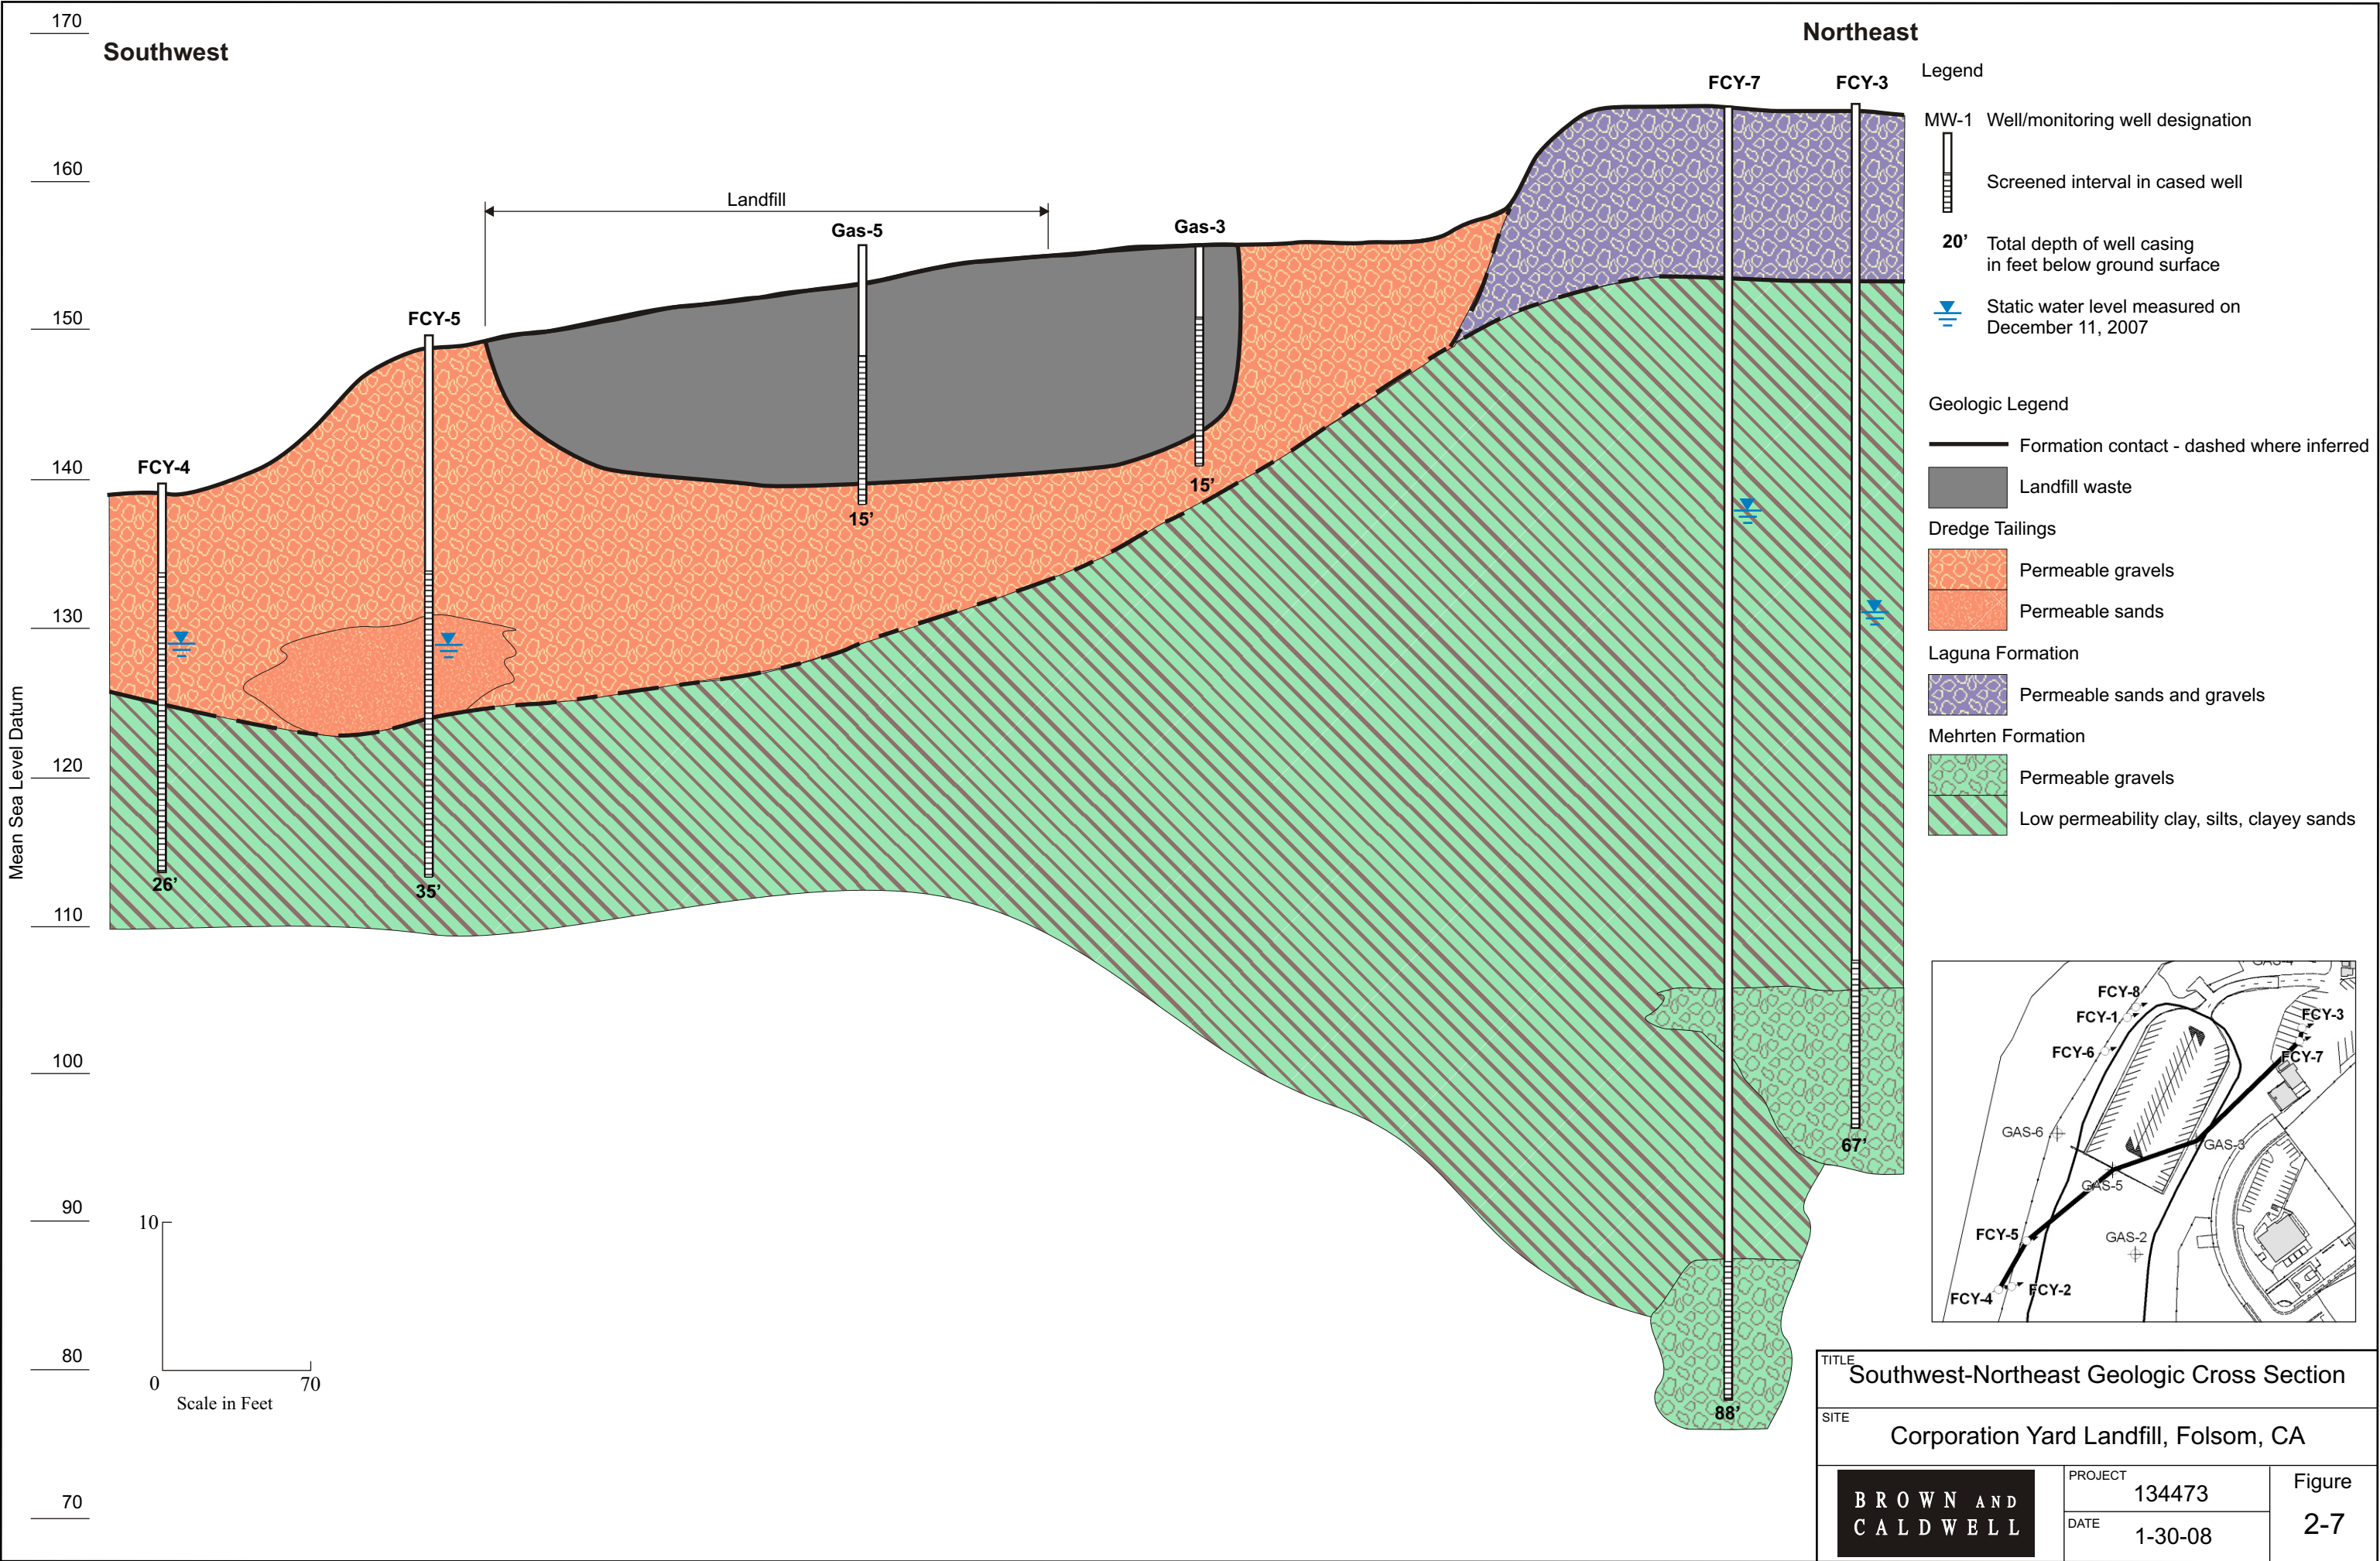 170
160
150
140
130
120
110
100
90
80
70
Mean Sea Level Datum
Southwest
Northeast
FCY-4
FCY-5
Landfill
Gas-5
Gas-3
FCY-7
FCY-3
26’
35’
15’
15’
88’
67’
10
0
70
Scale in Feet
Legend
MW-1 Well/monitoring well designation
Screened interval in cased well
20’ Total depth of well casing
in feet below ground surface
Static water level measured on
December 11, 2007
Geologic Legend
Formation contact - dashed where inferred
Landfill waste
Dredge Tailings
Permeable gravels
Permeable sands
Laguna Formation
Permeable sands and gravels
Mehrten Formation
Permeable gravels
Low permeability clay, silts, clayey sands
GAS-4
FCY-8
FCY-1
FCY-3
FCY-6
FCY-7
GAS-6
GAS-3
GAS-5
FCY-5
GAS-2
FCY-4
FCY-2
TITLE
Southwest-Northeast Geologic Cross Section
SITE
Corporation Yard Landfill, Folsom, CA
BROWN AND
CALDWELL
PROJECT
134473
DATE
1-30-08
Figure
2-7